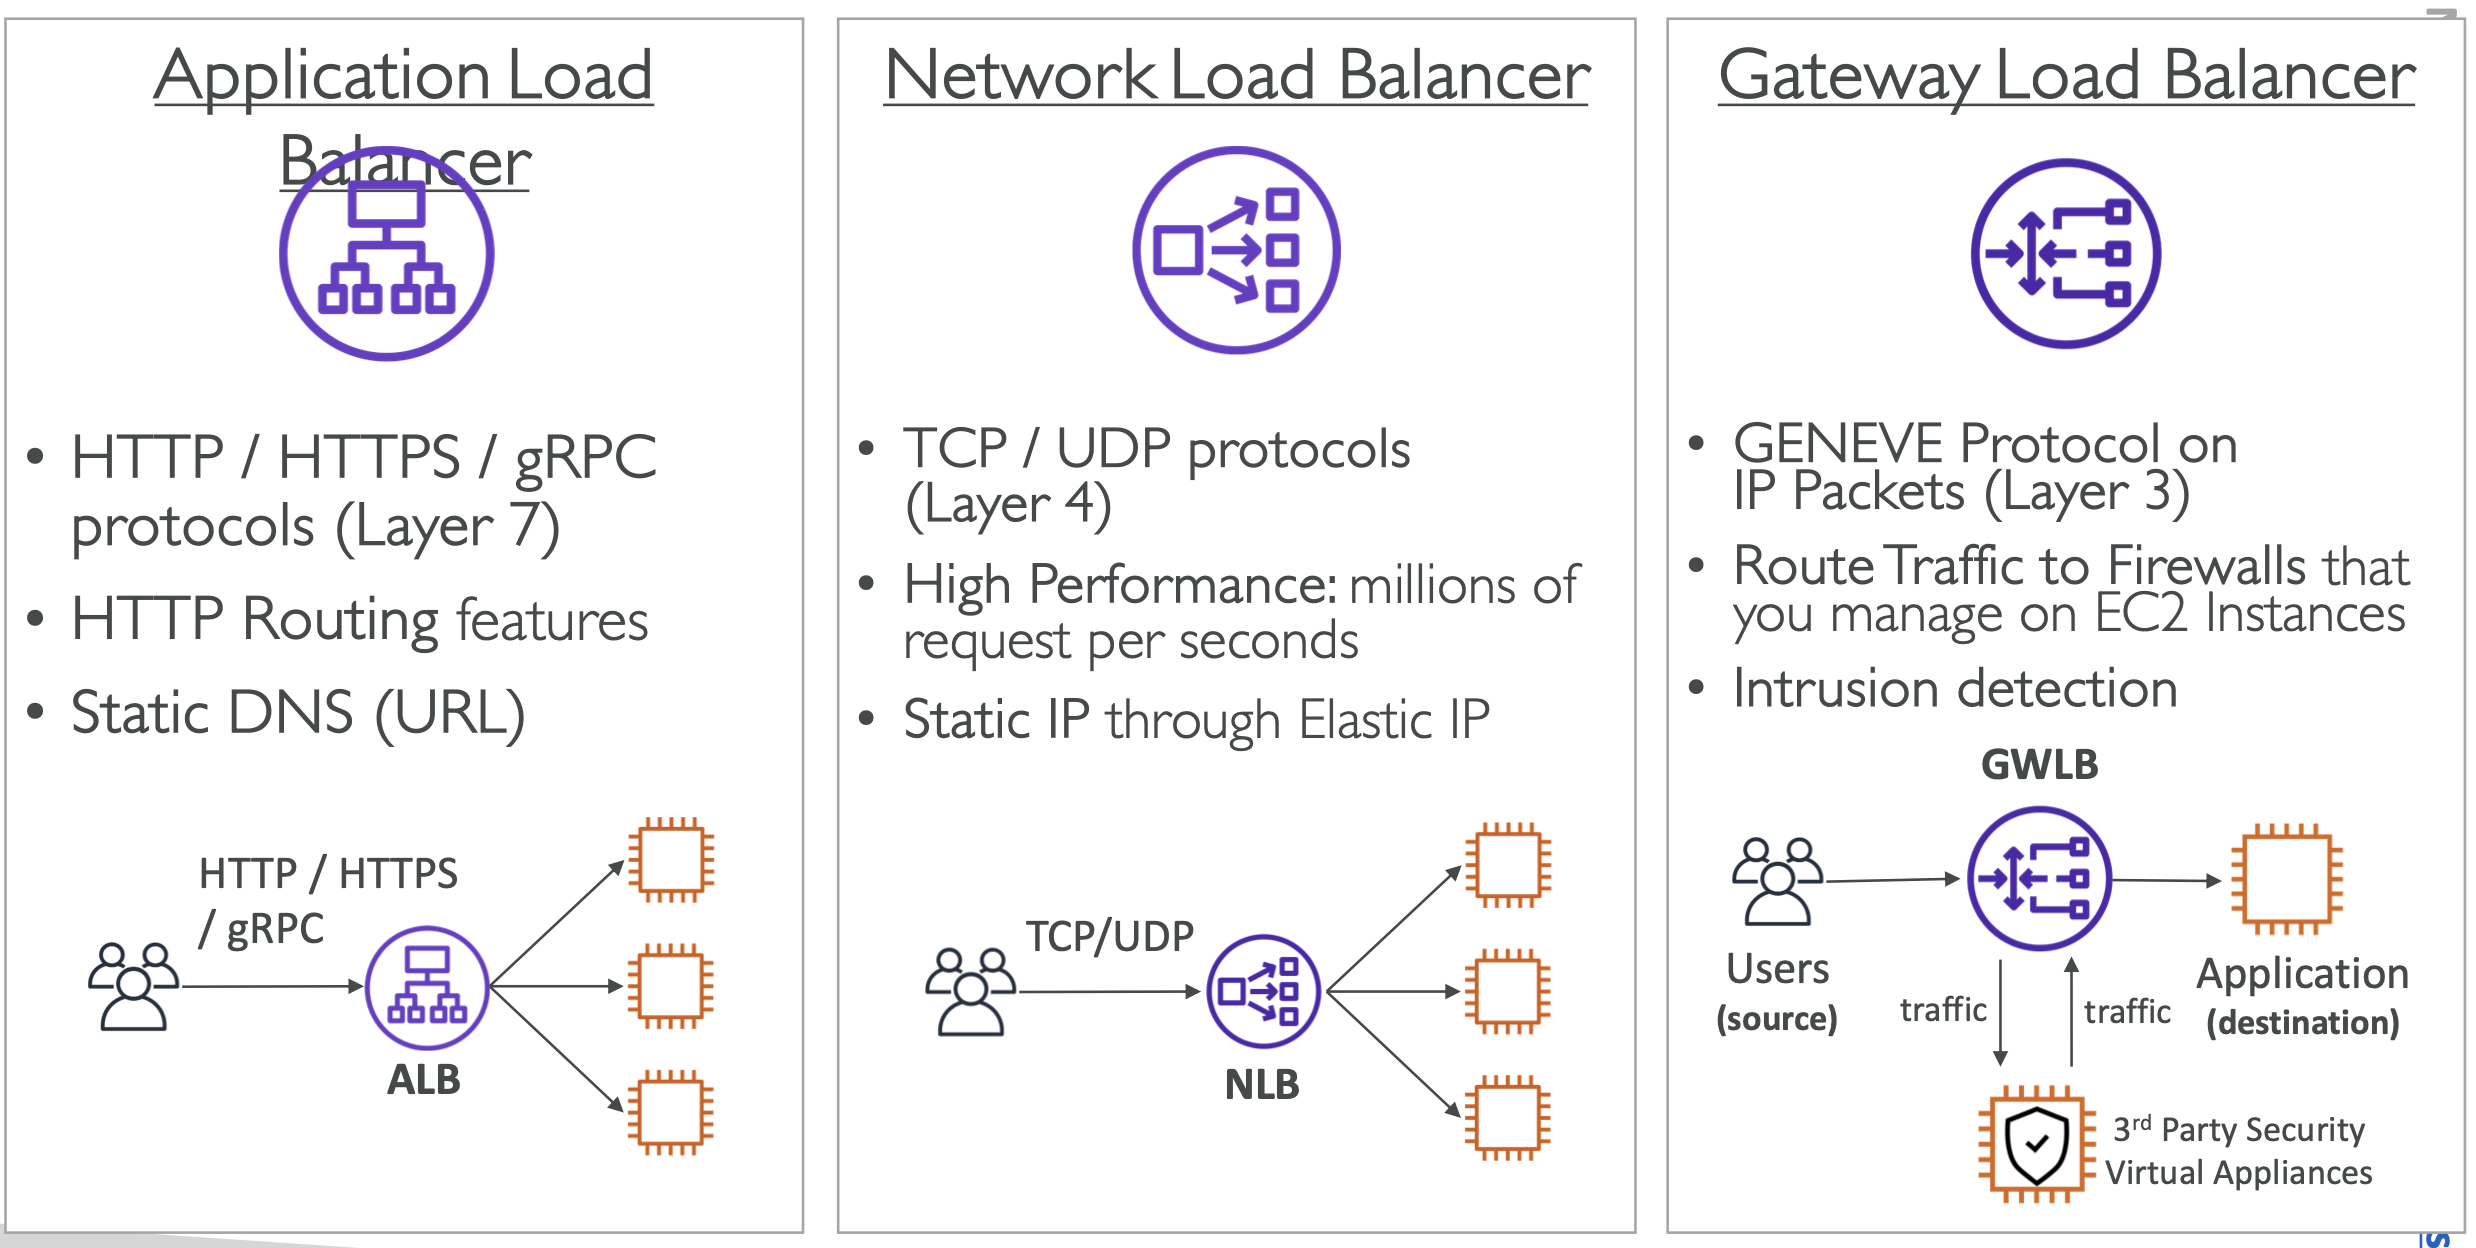 Application Load
Balancer
• HTTP / HTTPS / gRPC
protocols (Layer 7)
• HTTP Routing features
• Static DNS (URL)
HTTP / HTTPS
/ gRPC
ALB
Network Load Balancer
• TCP / UDP protocols
(Layer 4)
• High Performance: millions of
request per seconds
• Static IP through Elastic IP
TCP/UDP
NLB
Gateway Load Balancer
• GENEVE Protocol on
IP Packets (Layer 3)
• Route Traffic to Firewalls that
you manage on EC2 Instances
• Intrusion detection
GWLB
Users
(source)
traffic
traffic
Application
(destination)
3rd Party Security
Virtual Appliances